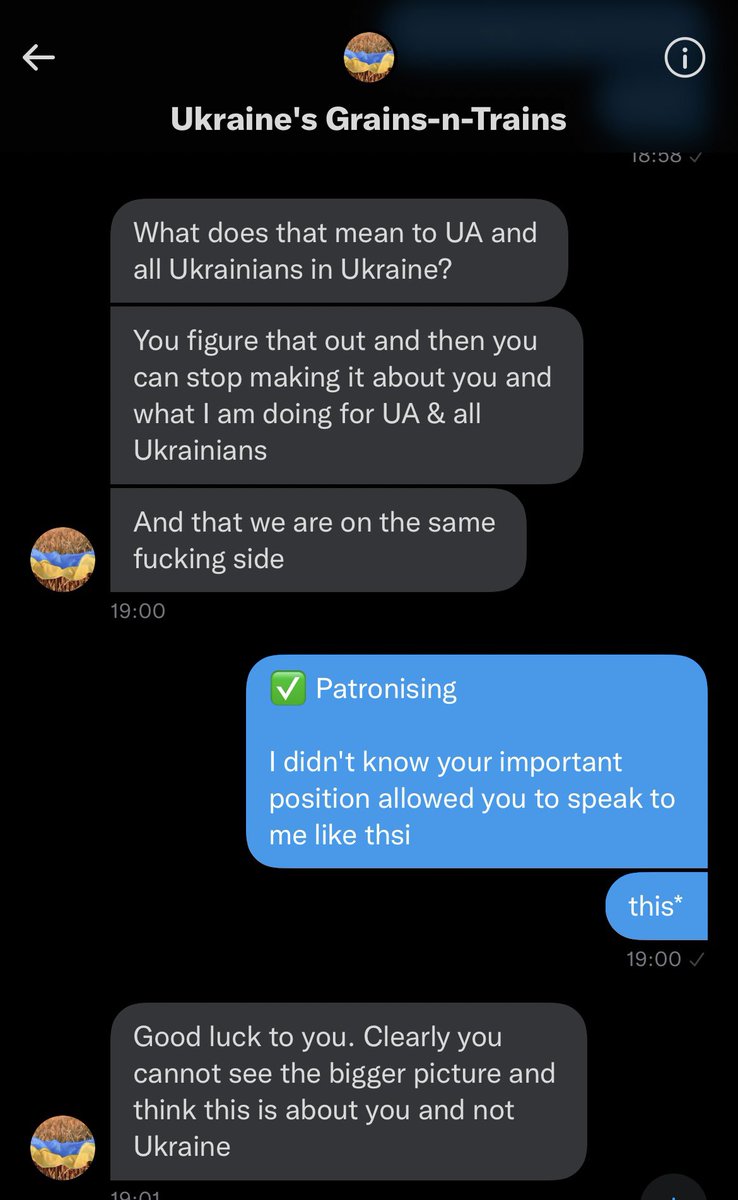 Ukraine's Grains-n-Trains
18:58
What does that mean to UA and
all Ukrainians in Ukraine?
You figure that out and then you
can stop making it about you and
what I am doing for UA & all
Ukrainians
And that we are on the same
fucking side
19:00
✅ Patronising
I didn't know your important
position allowed you to speak to
me like thsi
this*
19:00
Good luck to you. Clearly you
cannot see the bigger picture and
think this is about you and not
Ukraine
19:01